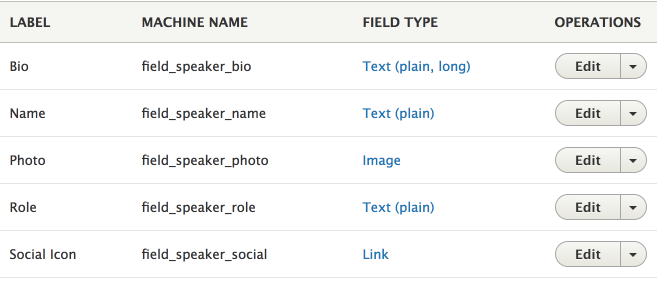 LABEL MACHINE NAME FIELD TYPE OPERATIONS
Bio field_speaker_bio Text (plain, long) Edit
Name field_speaker_name Text (plain) Edit
Photo field_speaker_photo Image Edit
Role field_speaker_role Text (plain) Edit
Social Icon field_speaker_social Link Edit